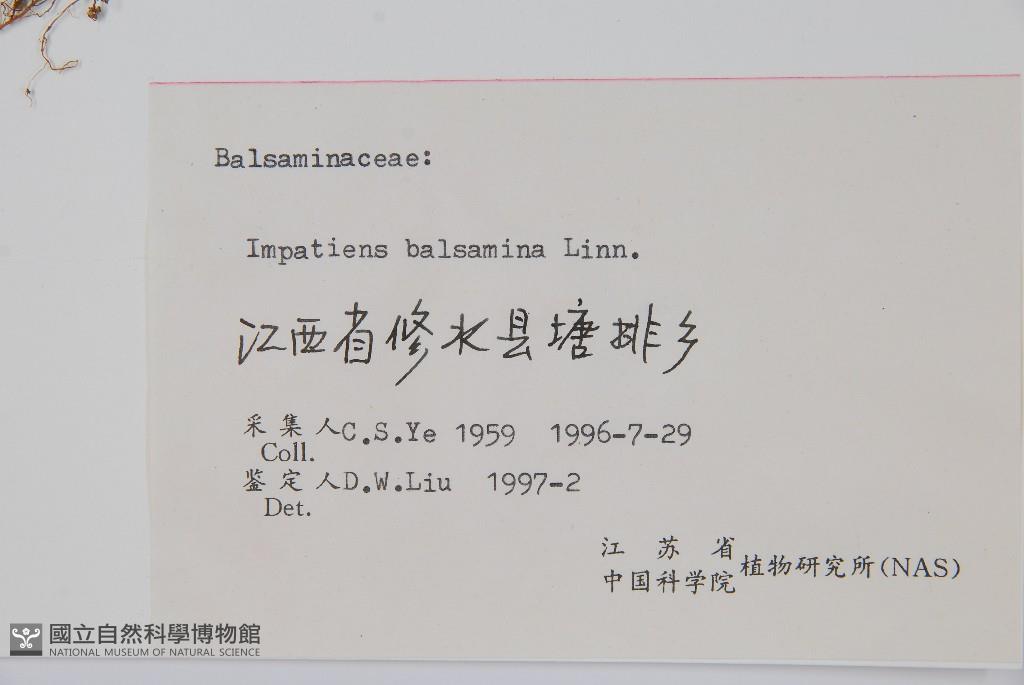 Balsaminaceae:
Impatiens balsamina Linn.
江西省修水县塘排乡
采集人C.S.Ye 1959 1996-7-29
Coll.
鉴定人D.W.Liu 1997-2
Det.
江苏省
中国科学院植物研究所(NAS)
國立自然科學博物館
NATIONAL MUSEUM OF NATURAL SCIENCE